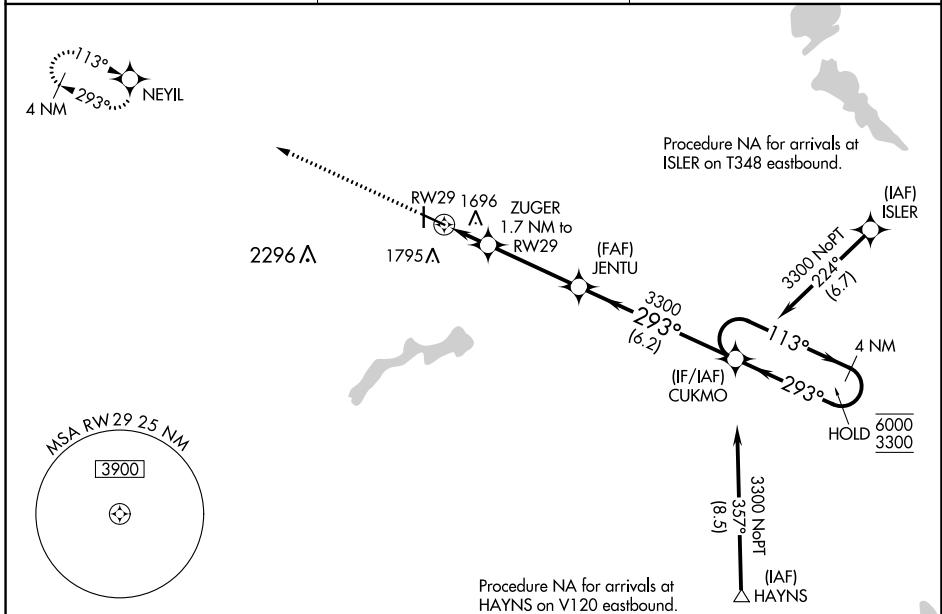 113°
293°
4 NM
NEYIL
Procedure NA for arrivals at
ISLER on T348 eastbound.
(IAF)
ISLER
3300 NoPT
224°
(6.7)
RW29
1696
ZUGER
1.7 NM to
RW29
2296
1795
(FAF)
JENTU
3300
293°
(6.2)
113°
4 NM
293°
(IF/IAF)
CUKMO
HOLD
6000
3300
MSA RW29 25 NM
3900
3300 NoPT
357°
(8.5)
(IAF)
HAYNS
Procedure NA for arrivals at
HAYNS on V120 eastbound.